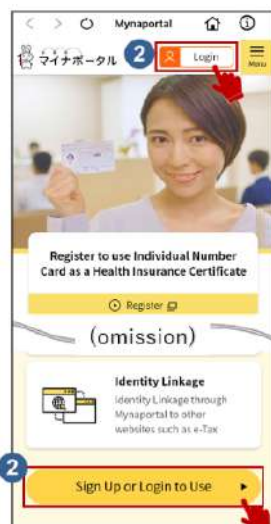 Mynaportal
マイナポータル
2
Login
Menu
Register to use Individual Number
Card as a Health Insurance Certificate
Register
(omission)
Identity Linkage
Identity Linkage through
Mynaportal to other
websites such as e-Tax
2
Sign Up or Login to Use